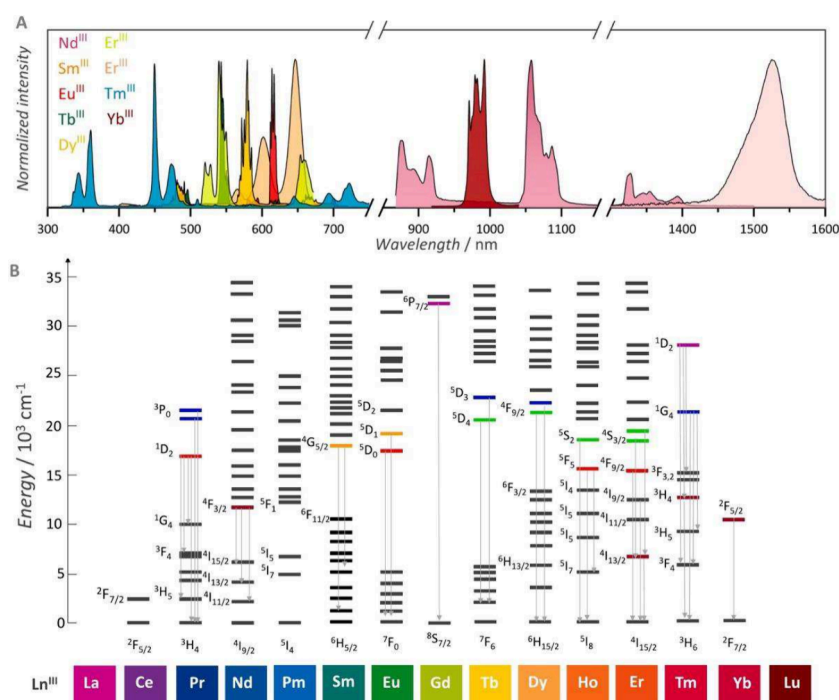 A
Normalized intensity
Nd^III Er^III
Sm^III Er^III
Eu^III Tm^III
Tb^III Yb^III
Dy^III
300 400 500 600 700 900 1000 1100 1400 1500 1600
Wavelength / nm
B
Energy / 10³ cm⁻¹
35
30
25
20
15
10
5
0
²F₇/₂
²F₅/₂
³P₀
¹D₂
¹G₄
³F₄
³H₅
³H₄
⁴F₃/₂
⁴I₁₅/₂
⁴I₁₃/₂
⁴I₁₁/₂
⁴I₉/₂
⁵F₁
⁵I₅
⁵I₇
⁵I₄
⁴G₅/₂
⁶F₁₁/₂
⁶H₅/₂
⁵D₂
⁵D₁
⁵D₀
⁷F₀
⁶P₇/₂
⁸S₇/₂
⁵D₃
⁵D₄
⁷F₆
⁴F₉/₂
⁶F₃/₂
⁶H₁₃/₂
⁶H₁₅/₂
⁵S₂
⁵F₅
⁵I₄
⁵I₁
⁵I₅
⁵I₇
⁵I₈
⁴S₃/₂
⁴F₉/₂
⁴I₉/₂
⁴I₁₁/₂
⁴I₁₃/₂
⁴I₁₅/₂
¹D₂
¹G₄
³F₃,₂
³H₄
³H₅
³F₄
³H₆
²F₅/₂
²F₇/₂
Ln^III La Ce Pr Nd Pm Sm Eu Gd Tb Dy Ho Er Tm Yb Lu